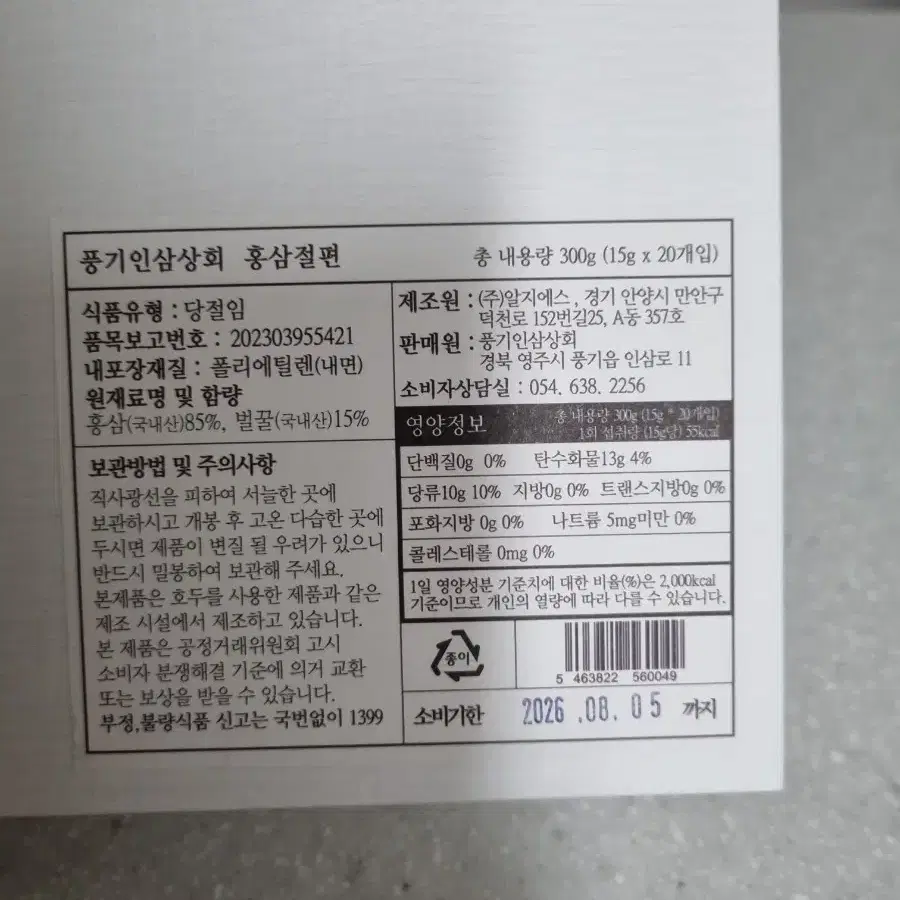 풍기인삼상회 홍삼절편 총 내용량 300g (15g x 20개입)
식품유형 : 당절임
품목보고번호 : 202303955421
내포장재질 : 폴리에틸렌(내면)
원재료명 및 함량
홍삼(국내산)85%, 벌꿀(국내산)15%
보관방법 및 주의사항
직사광선을 피하여 서늘한 곳에
보관하시고 개봉 후 고온 다습한 곳에
두시면 제품이 변질 될 우려가 있으니
반드시 밀봉하여 보관해 주세요.
본제품은 호두를 사용한 제품과 같은
제조 시설에서 제조하고 있습니다.
본 제품은 공정거래위원회 고시
소비자 분쟁해결 기준에 의거 교환
또는 보상을 받을 수 있습니다.
부정,불량식품 신고는 국번없이 1399
제조원 : (주)알지에스, 경기 안양시 만안구
덕천로 152번길25, A동 357호
판매원 : 풍기인삼상회
경북 영주시 풍기읍 인삼로 11
소비자상담실 : 054. 638. 2256
영양정보
총 내용량 300g (15g * 20개입)
1회 섭취량 (15g당) 55kcal
단백질0g 0% 탄수화물13g 4%
당류10g 10% 지방0g 0% 트랜스지방0g 0%
포화지방 0g 0% 나트륨 5mg미만 0%
콜레스테롤 0mg 0%
1일 영양성분 기준치에 대한 비율(%)은 2,000kcal
기준이므로 개인의 열량에 따라 다를 수 있습니다.
종이
5 463822 560049
소비기한 2026 .08. 05 까지